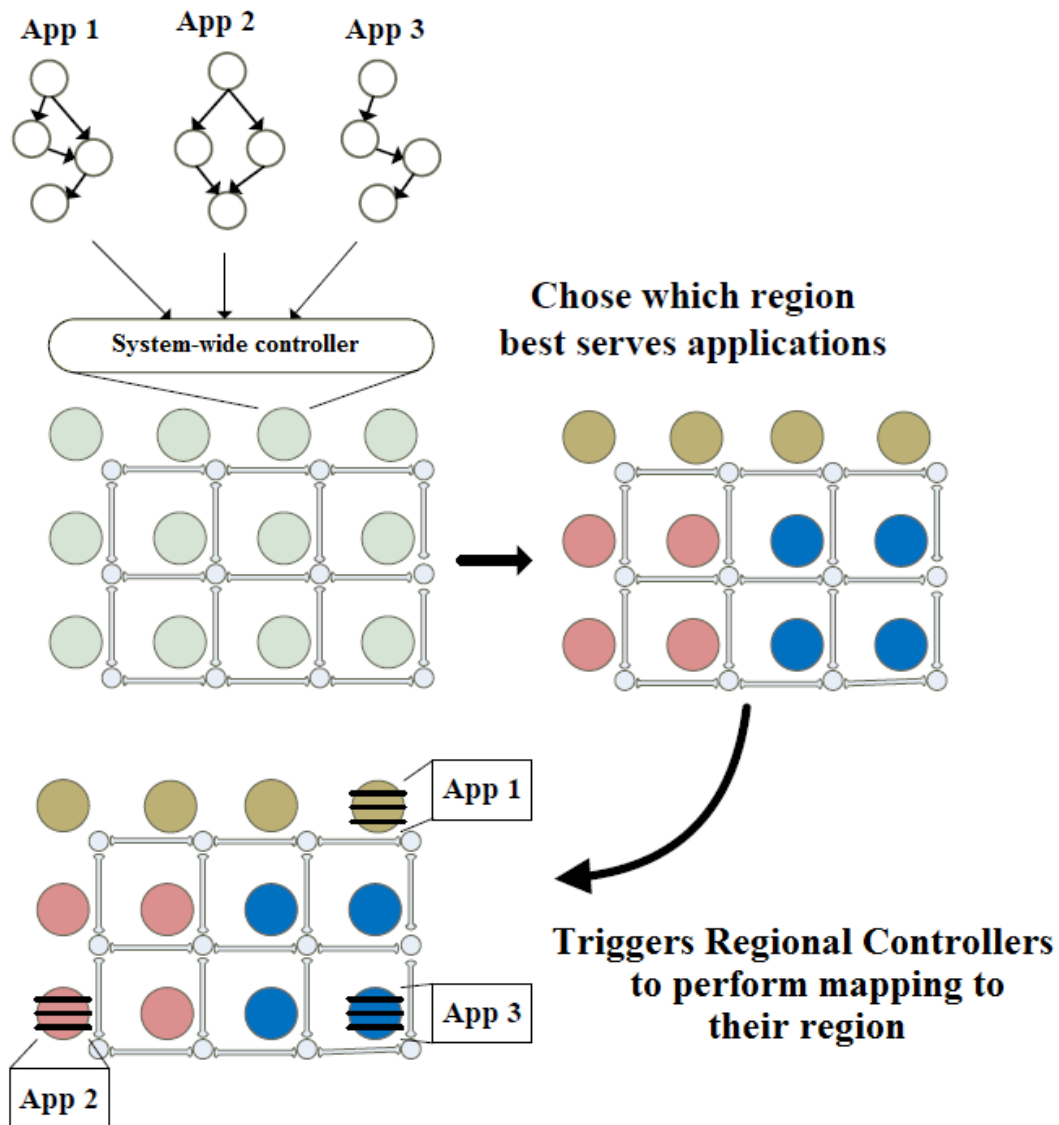 App 1
App 2
App 3
System-wide controller
Chose which region
best serves applications
App 1
App 3
App 2
Triggers Regional Controllers
to perform mapping to
their region